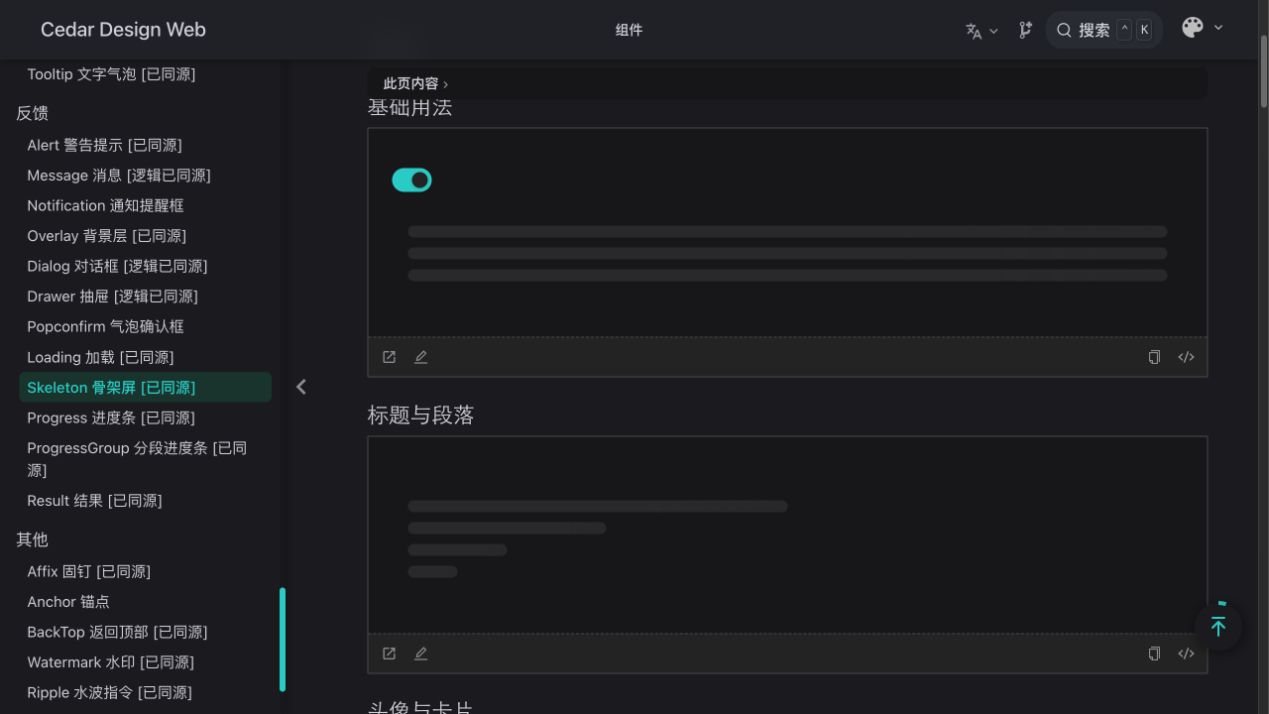 Cedar Design Web
组件
搜索
^
K
Tooltip 文字气泡 [已同源]
反馈
Alert 警告提示 [已同源]
Message 消息 [逻辑已同源]
Notification 通知提醒框
Overlay 背景层 [已同源]
Dialog 对话框 [逻辑已同源]
Drawer 抽屉 [逻辑已同源]
Popconfirm 气泡确认框
Loading 加载 [已同源]
Skeleton 骨架屏 [已同源]
Progress 进度条 [已同源]
ProgressGroup 分段进度条 [已同
源]
Result 结果 [已同源]
其他
Affix 固钉 [已同源]
Anchor 锚点
BackTop 返回顶部 [已同源]
Watermark 水印 [已同源]
Ripple 水波指令 [已同源]
此页内容
基础用法
标题与段落
头像与卡片